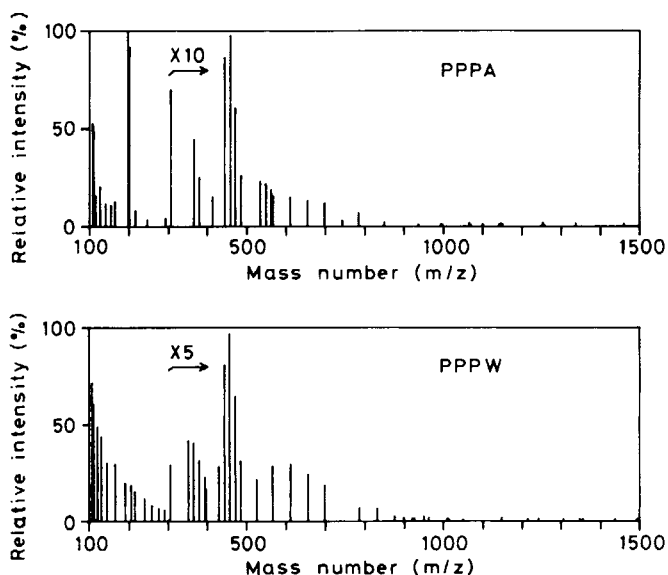 Relative intensity (%)
100
50
0
X10
PPPA
100
500
1000
1500
Mass number (m/z)
Relative intensity (%)
100
50
0
X5
PPPW
100
500
1000
1500
Mass number (m/z)